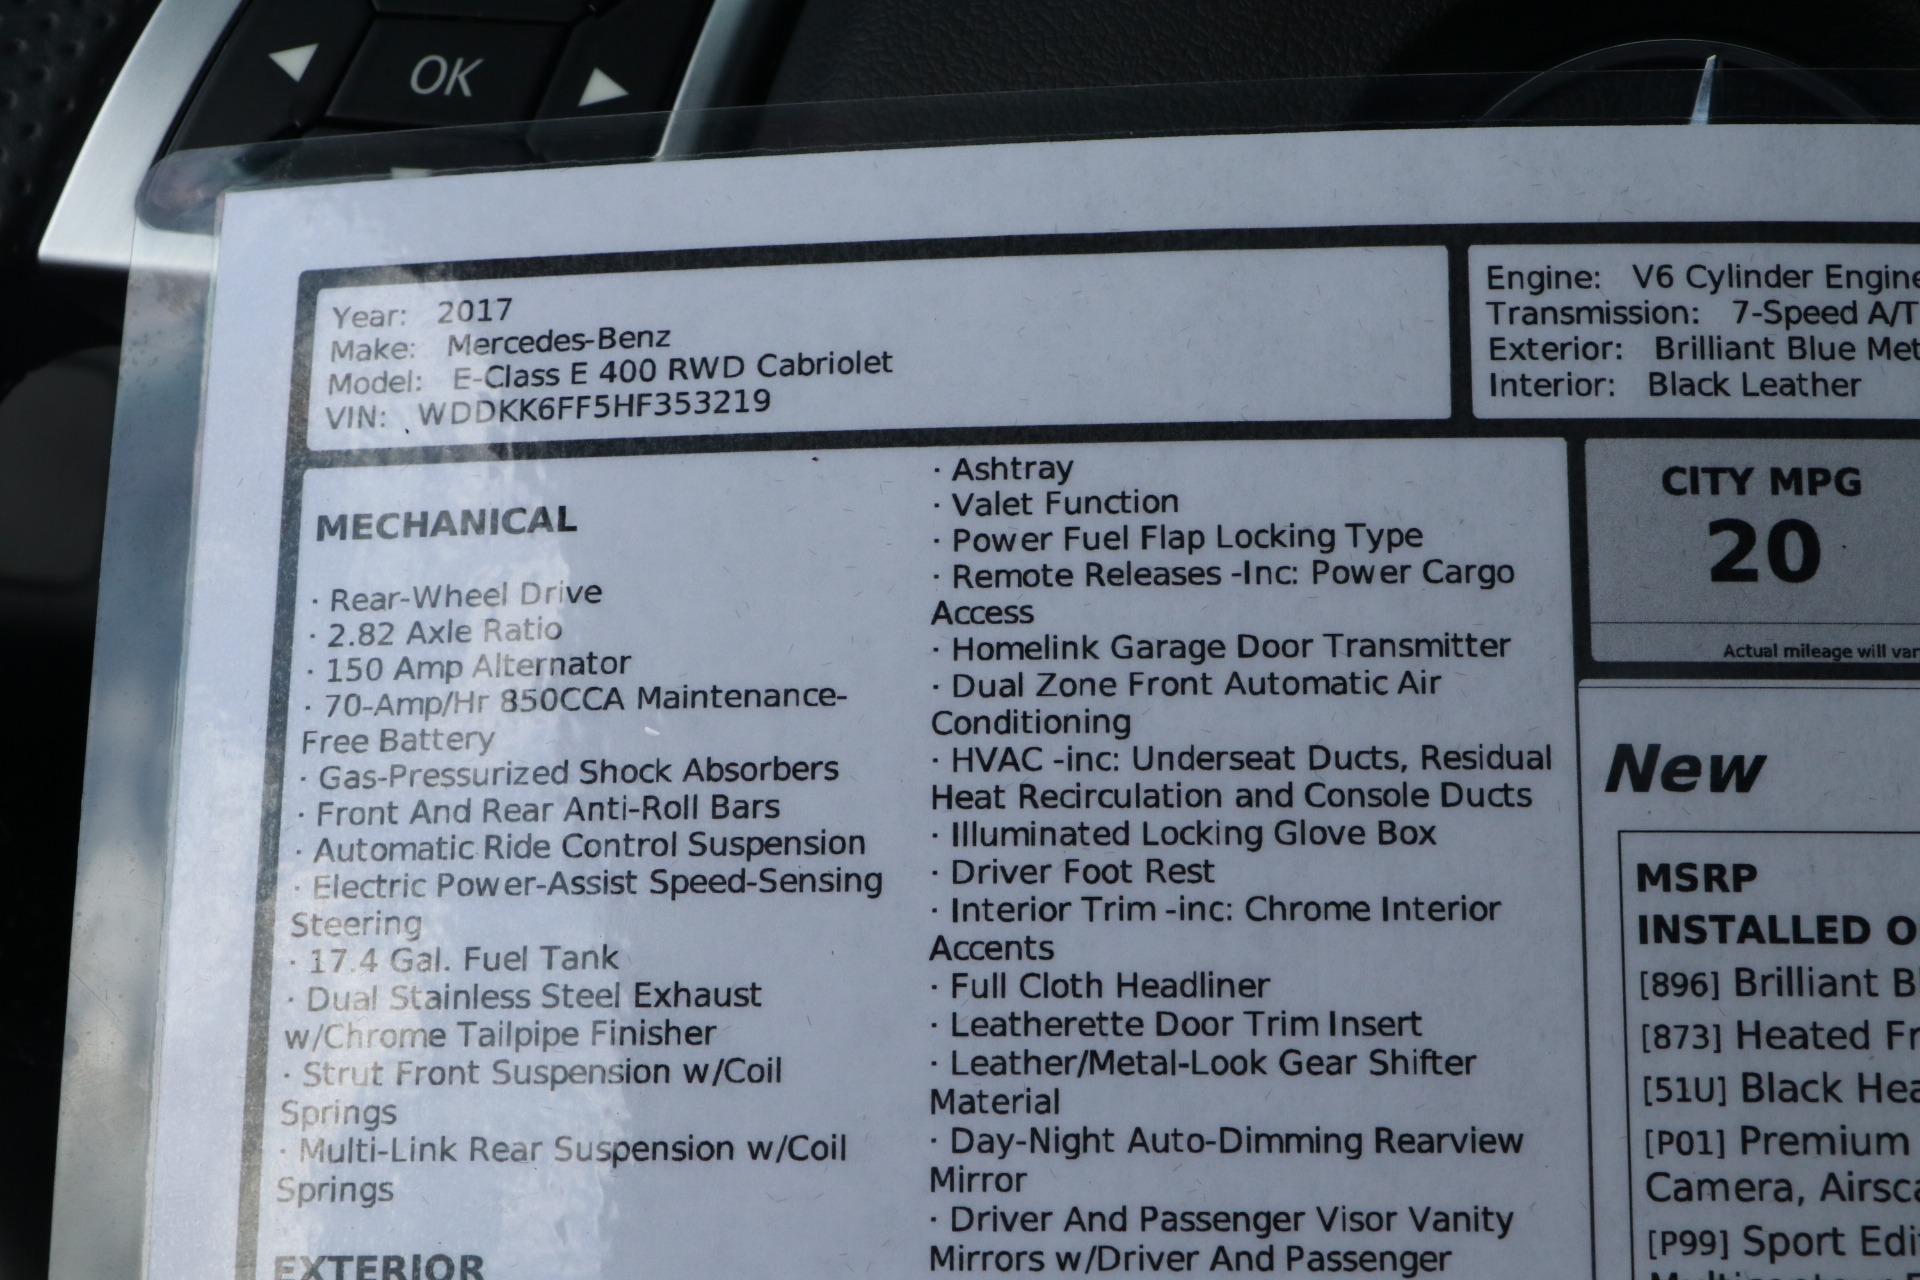 OK
Year: 2017
Make: Mercedes-Benz
Model: E-Class E 400 RWD Cabriolet
VIN: WDDKK6FF5HF353219
Engine: V6 Cylinder Engine
Transmission: 7-Speed A/T
Exterior: Brilliant Blue Met
Interior: Black Leather
MECHANICAL
· Rear-Wheel Drive
· 2.82 Axle Ratio
· 150 Amp Alternator
· 70-Amp/Hr 850CCA Maintenance-
Free Battery
· Gas-Pressurized Shock Absorbers
· Front And Rear Anti-Roll Bars
· Automatic Ride Control Suspension
· Electric Power-Assist Speed-Sensing
Steering
· 17.4 Gal. Fuel Tank
· Dual Stainless Steel Exhaust
w/Chrome Tailpipe Finisher
· Strut Front Suspension w/Coil
Springs
· Multi-Link Rear Suspension w/Coil
Springs
EXTERIOR
· Ashtray
· Valet Function
· Power Fuel Flap Locking Type
· Remote Releases -Inc: Power Cargo
Access
· Homelink Garage Door Transmitter
· Dual Zone Front Automatic Air
Conditioning
· HVAC -inc: Underseat Ducts, Residual
Heat Recirculation and Console Ducts
· Illuminated Locking Glove Box
· Driver Foot Rest
· Interior Trim -inc: Chrome Interior
Accents
· Full Cloth Headliner
· Leatherette Door Trim Insert
· Leather/Metal-Look Gear Shifter
Material
· Day-Night Auto-Dimming Rearview
Mirror
· Driver And Passenger Visor Vanity
Mirrors w/Driver And Passenger
CITY MPG
20
Actual mileage will var
New
MSRP
INSTALLED O
[896] Brilliant B
[873] Heated Fr
[51U] Black Hea
[P01] Premium
Camera, Airsca
[P99] Sport Edi